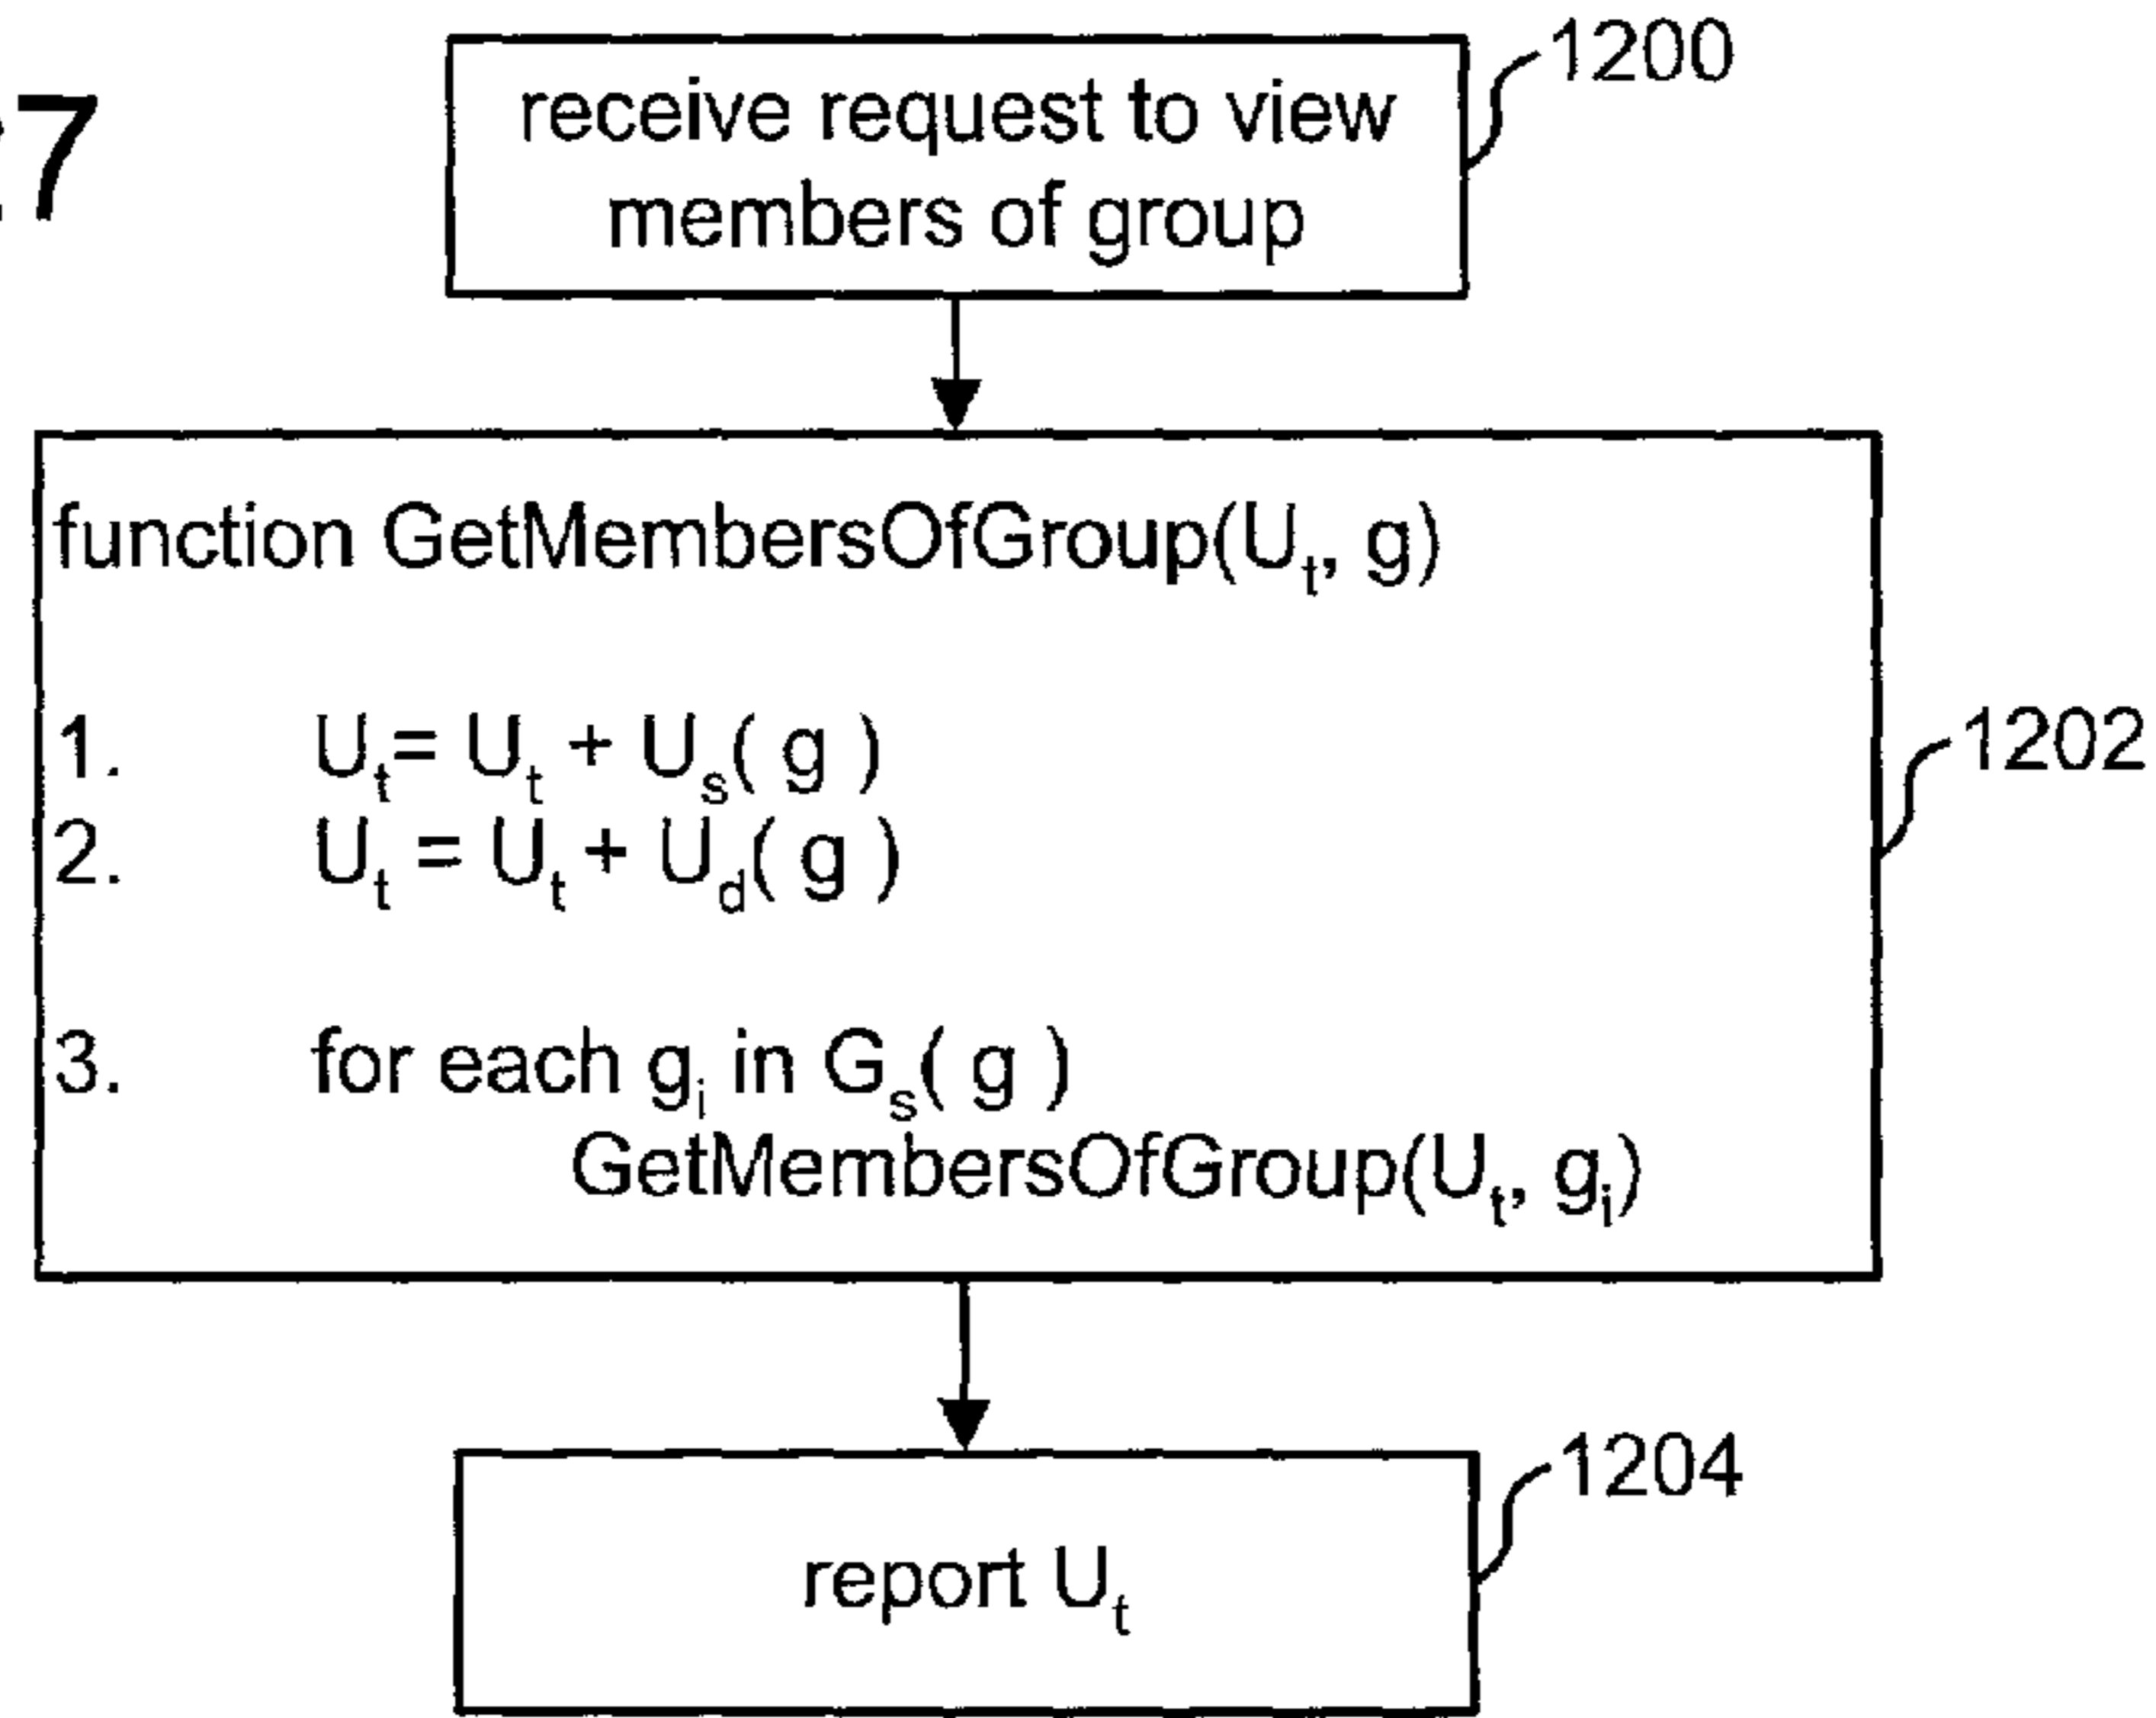 7
receive request to view
members of group
1200
function GetMembersOfGroup(Uₜ, g)
1. Uₜ= Uₜ + Uₛ( g )
2. Uₜ = Uₜ + U_d( g )
3. for each gᵢ in Gₛ( g )
GetMembersOfGroup(Uₜ, gᵢ)
1202
report Uₜ
1204